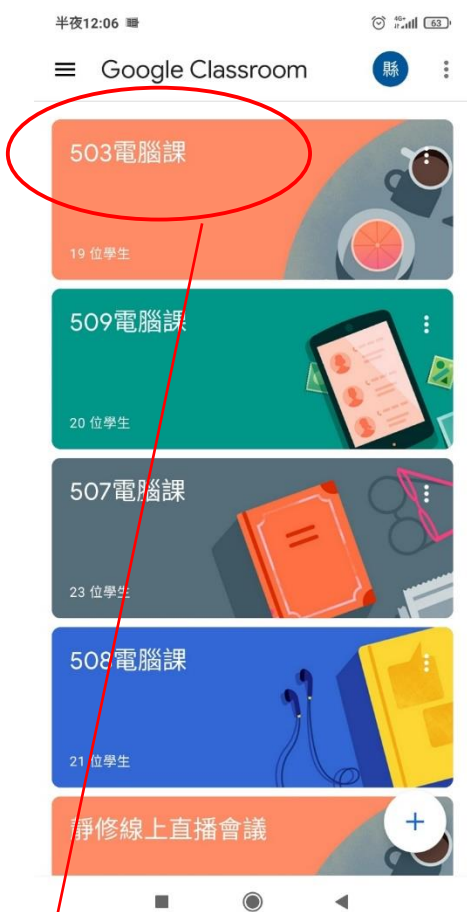 半夜12:06
4G+
63
Google Classroom
縣
503電腦課
19 位學生
509電腦課
20 位學生
507電腦課
23 位學生
508電腦課
21 位學生
靜修線上直播會議
+